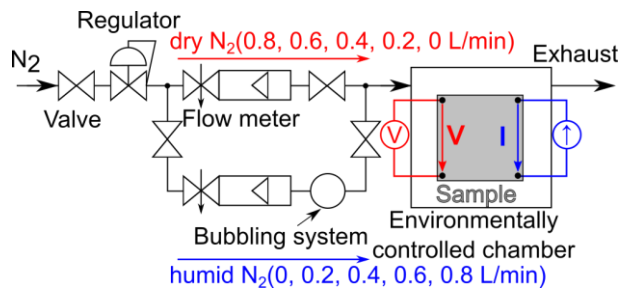 Regulator
dry N2(0.8, 0.6, 0.4, 0.2, 0 L/min)
N2
Exhaust
Valve
Flow meter
V
V
I
Sample
Bubbling system
Environmentally
controlled chamber
humid N2(0, 0.2, 0.4, 0.6, 0.8 L/min)